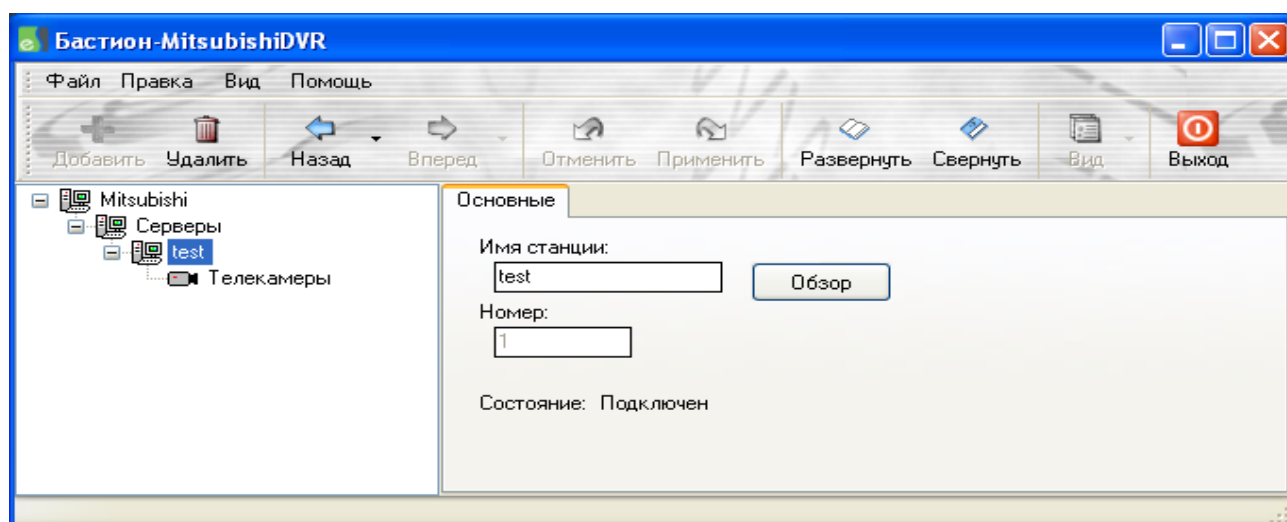 Бастион-MitsubishiDVR
Файл Правка Вид Помощь
Добавить Удалить Назад Вперед Отменить Применить Развернуть Свернуть Вид Выход
Mitsubishi
Серверы
test
Телекамеры
Основные
Имя станции:
test
Обзор
Номер:
1
Состояние: Подключен